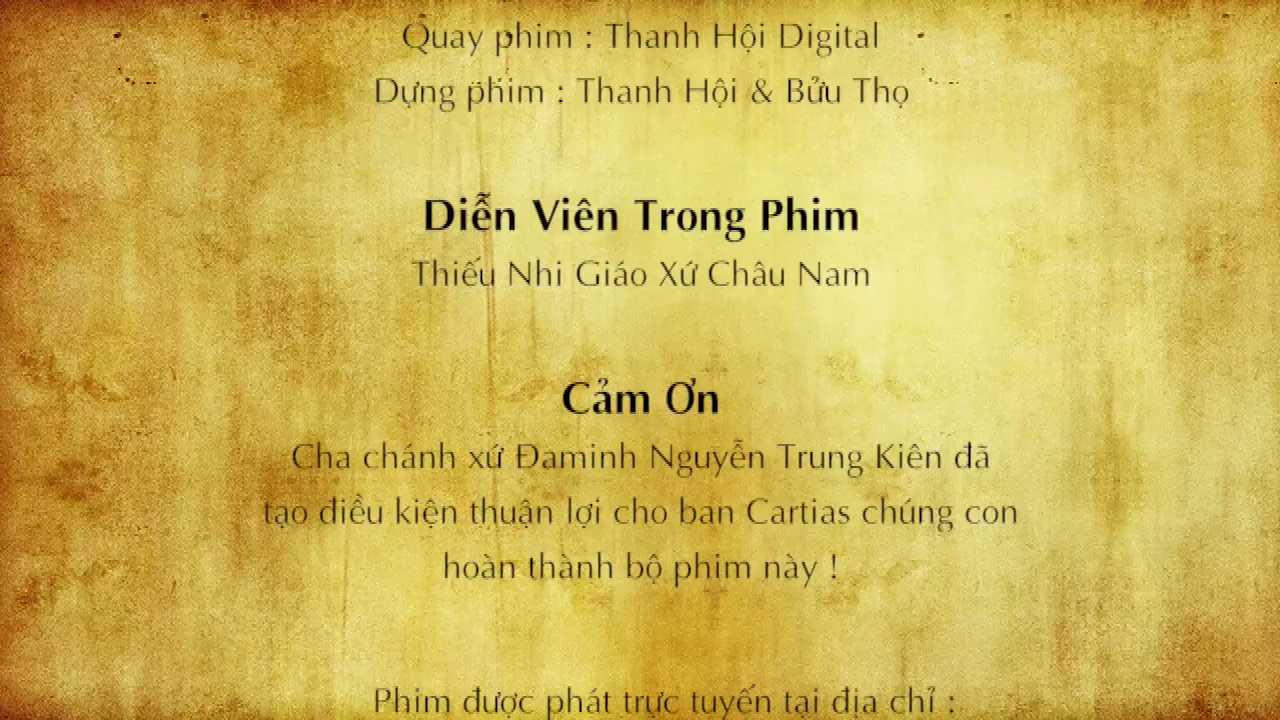 Quay phim : Thanh Hội Digital
Dựng phim : Thanh Hội & Bửu Thọ
Diễn Viên Trong Phim
Thiếu Nhi Giáo Xứ Châu Nam
Cảm Ơn
Cha chánh xứ Đaminh Nguyễn Trung Kiên đã
tạo điều kiện thuận lợi cho ban Cartias chúng con
hoàn thành bộ phim này !
Phim được phát trực tuyến tại địa chỉ :